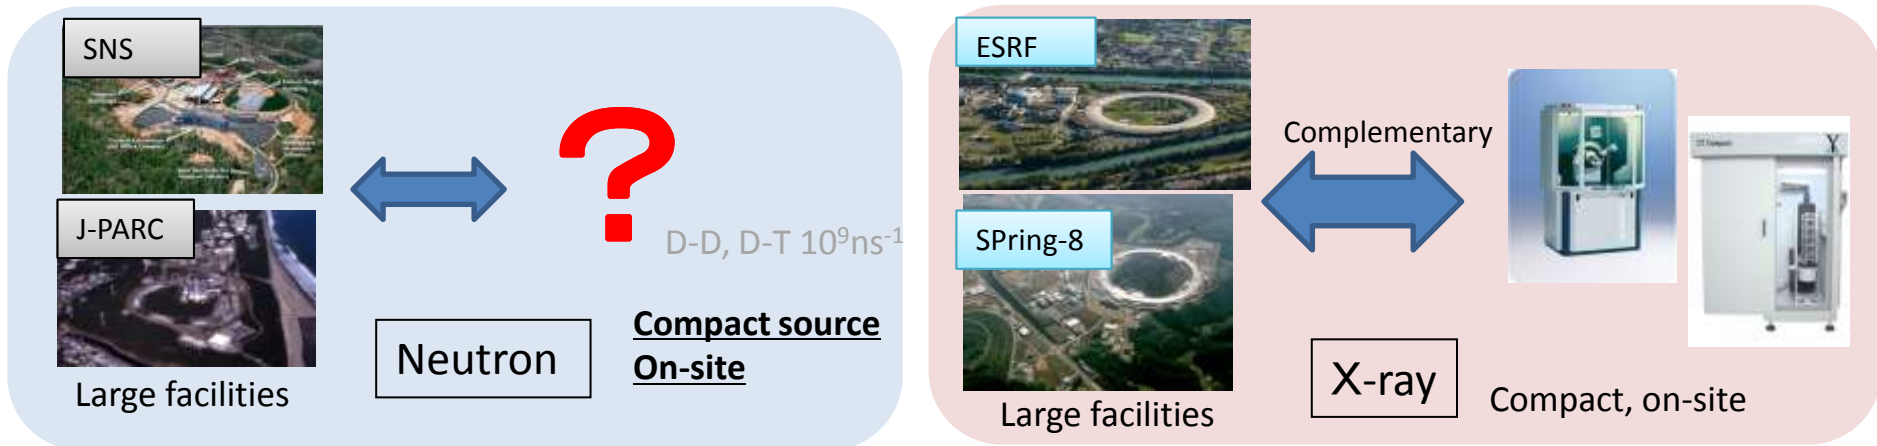 SNS
J-PARC
Large facilities
?
D-D, D-T 10⁹ns⁻¹
Neutron
Compact source
On-site
ESRF
SPring-8
Large facilities
Complementary
X-ray
Compact, on-site